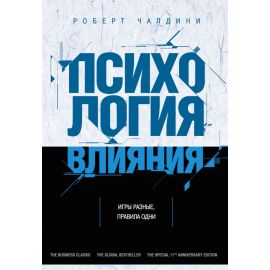 РОБЕРТ ЧАЛДИНИ
ПСИХО
ЛОГИЯ
ВЛИЯНИЯ
ИГРЫ РАЗНЫЕ,
ПРАВИЛА ОДНИ
THE BUSINESS CLASSIC THE GLOBAL BESTSELLER THE SPECIAL 11TH ANNIVERSARY EDITION